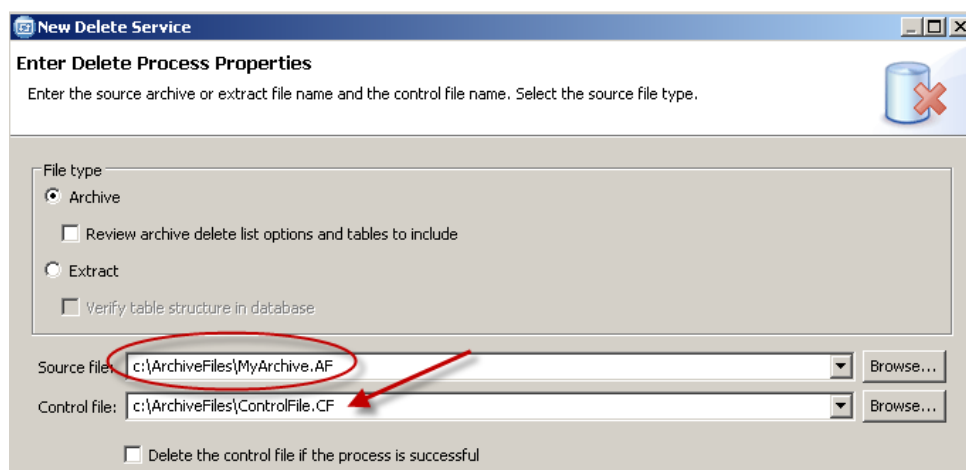 New Delete Service
Enter Delete Process Properties
Enter the source archive or extract file name and the control file name. Select the source file type.
File type
Archive
Review archive delete list options and tables to include
Extract
Verify table structure in database
Source file: c:\ArchiveFiles\MyArchive.AF Browse...
Control file: c:\ArchiveFiles\ControlFile.CF Browse...
Delete the control file if the process is successful